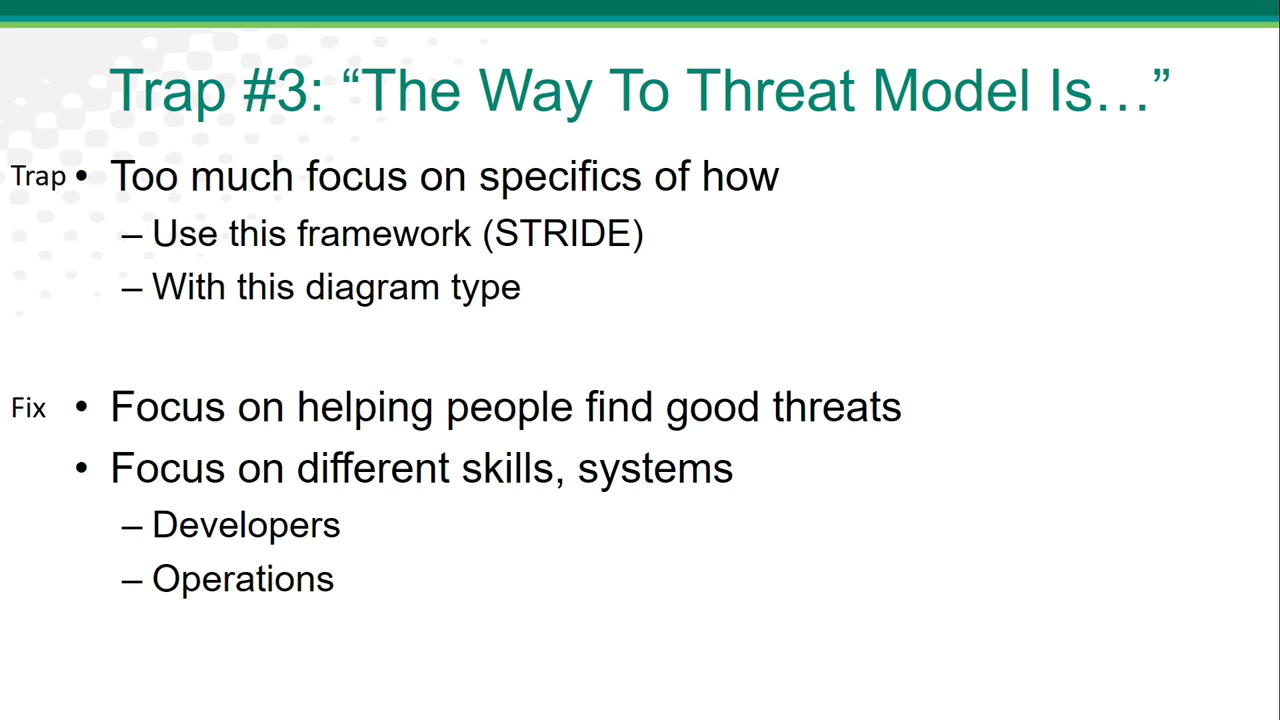 Trap #3: “The Way To Threat Model Is…”
Trap • Too much focus on specifics of how
– Use this framework (STRIDE)
– With this diagram type
Fix • Focus on helping people find good threats
• Focus on different skills, systems
– Developers
– Operations